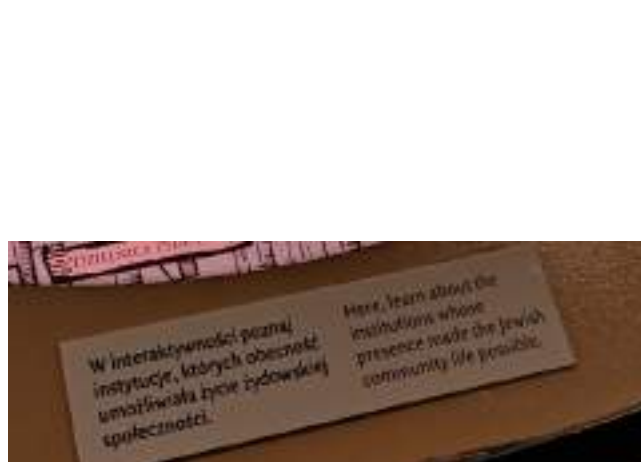 W interaktywności poznaj
instytucje, których obecność
umożliwiała życie żydowskiej
społeczności.
Here, learn about the
institutions whose
presence made the Jewish
community life possible.